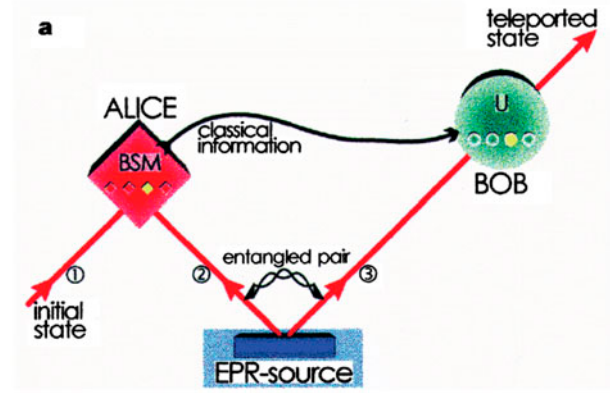 a
teleported
state
ALICE
U
classical
information
BSM
BOB
entangled pair
①
②
③
initial
state
EPR-source